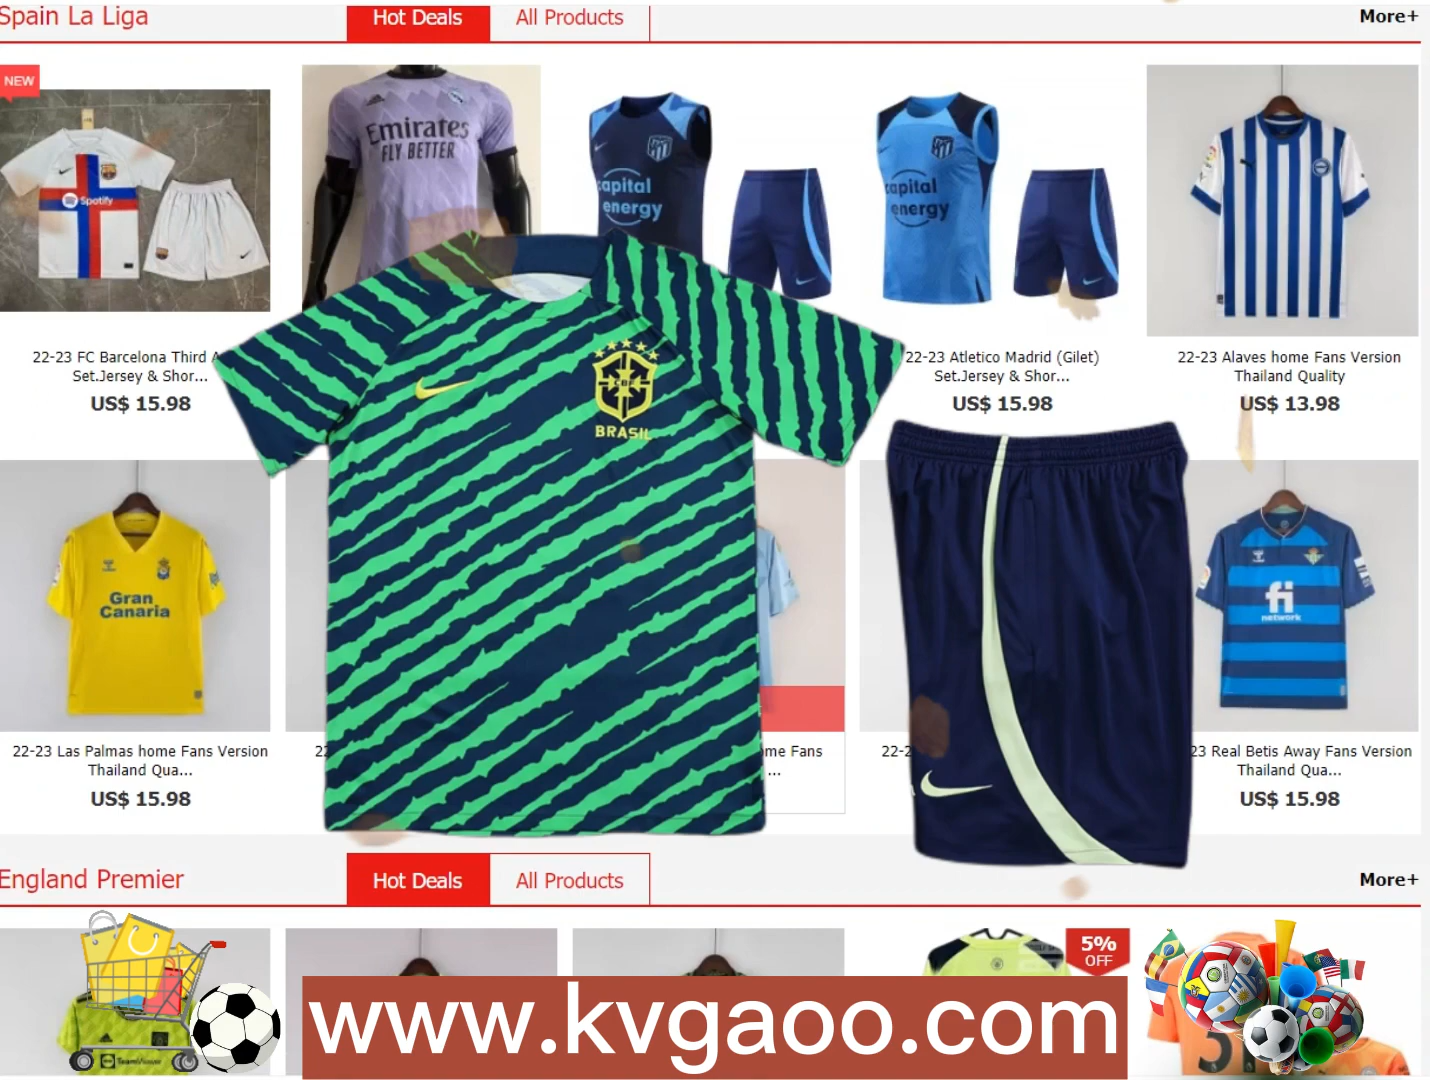 Spain La Liga
Hot Deals
All Products
More+
NEW
Spotify
Emirates
FLY BETTER
capital
energy
capital
energy
22-23 FC Barcelona Third
Set.Jersey & Shor...
US$ 15.98
22-23 Atletico Madrid (Gilet)
Set.Jersey & Shor...
US$ 15.98
22-23 Alaves home Fans Version
Thailand Quality
US$ 13.98
CBF
BRASIL
Gran
Canaria
fi
network
22-23 Las Palmas home Fans Version
Thailand Qua...
US$ 15.98
me Fans
...
23 Real Betis Away Fans Version
Thailand Qua...
US$ 15.98
England Premier
Hot Deals
All Products
More+
5%
OFF
TeamViewer
www.kvgaoo.com